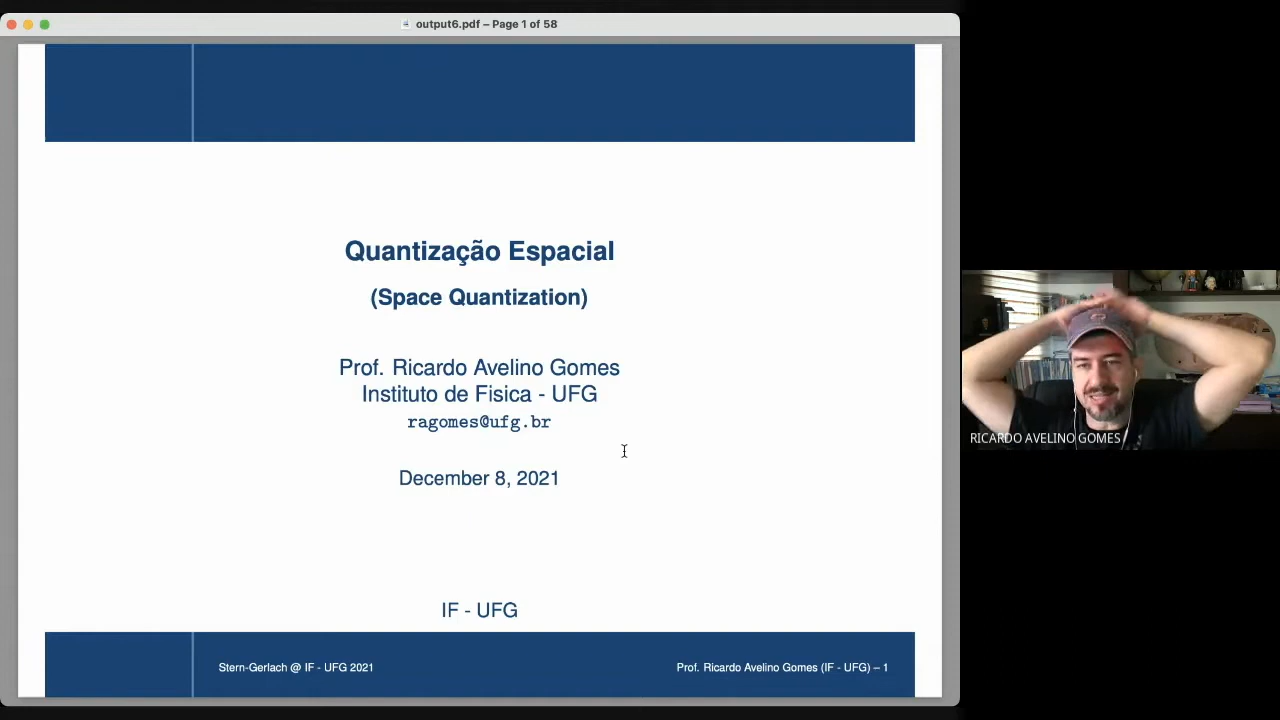 output6.pdf – Page 1 of 58
Quantização Espacial
(Space Quantization)
Prof. Ricardo Avelino Gomes
Instituto de Fisica - UFG
ragomes@ufg.br
December 8, 2021
IF - UFG
Stern-Gerlach @ IF - UFG 2021
Prof. Ricardo Avelino Gomes (IF - UFG) – 1
RICARDO AVELINO GOMES